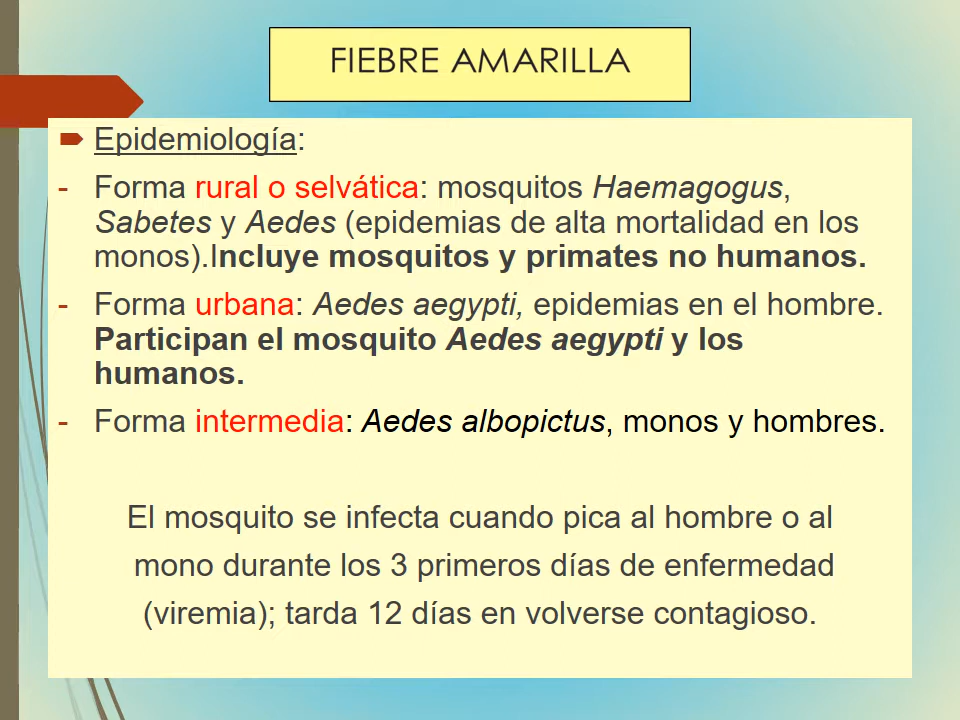 FIEBRE AMARILLA
Epidemiología:
- Forma rural o selvática: mosquitos Haemagogus,
Sabetes y Aedes (epidemias de alta mortalidad en los
monos).Incluye mosquitos y primates no humanos.
- Forma urbana: Aedes aegypti, epidemias en el hombre.
Participan el mosquito Aedes aegypti y los
humanos.
- Forma intermedia: Aedes albopictus, monos y hombres.
El mosquito se infecta cuando pica al hombre o al
mono durante los 3 primeros días de enfermedad
(viremia); tarda 12 días en volverse contagioso.